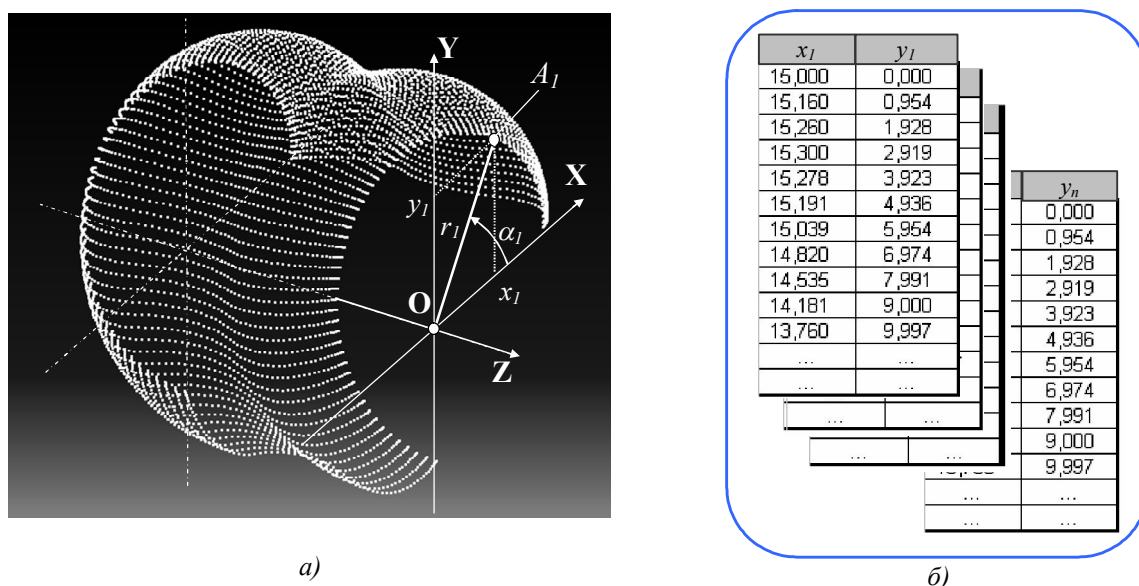 Y
A₁
X
y₁
r₁
α₁
x₁
O
Z
а)
x₁ y₁
15,000 0,000
15,160 0,954
15,260 1,928
15,300 2,919
15,278 3,923
15,191 4,936
15,039 5,954
14,820 6,974
14,535 7,991
14,181 9,000
13,760 9,997
... ...
... ...
... ...
... ...
yₙ
0,000
0,954
1,928
2,919
3,923
4,936
5,954
6,974
7,991
9,000
9,997
... ...
... ...
б)